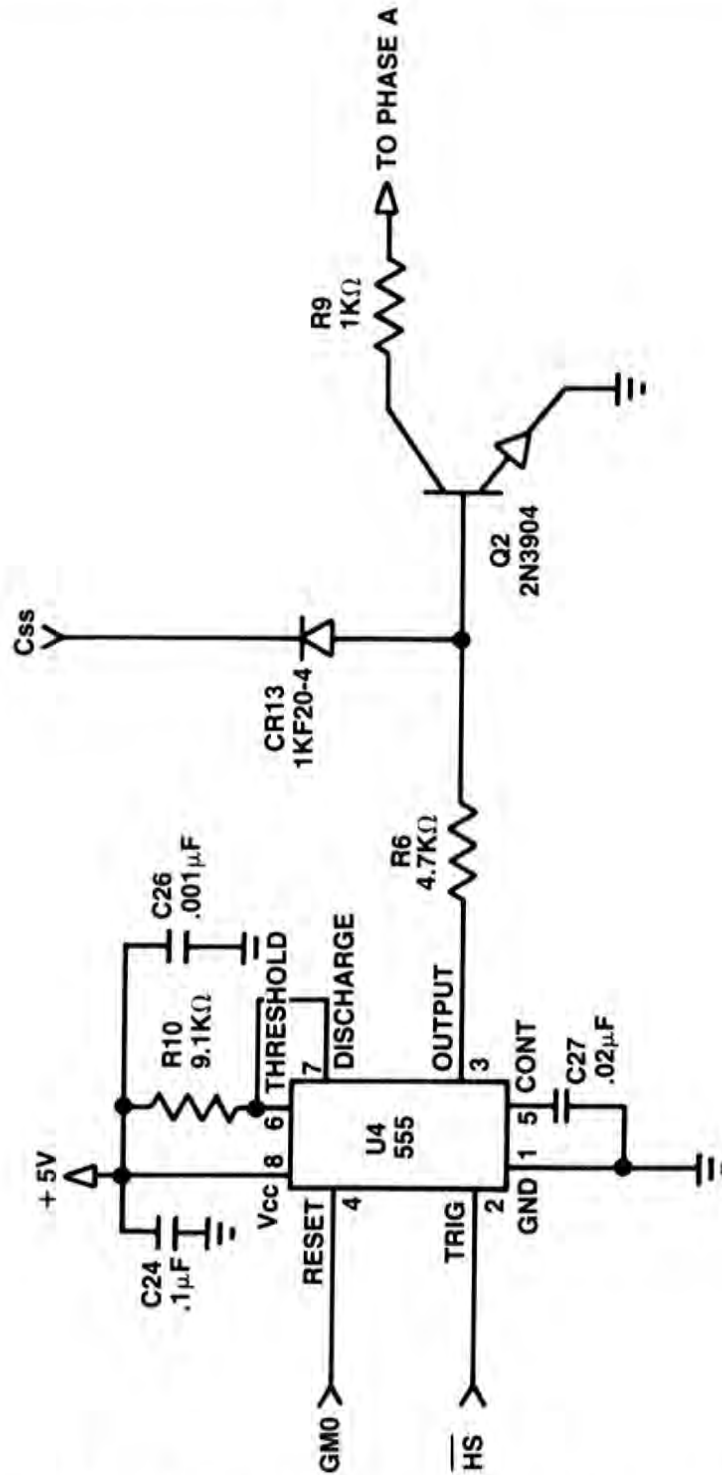 Css
TO PHASE A
R9
1KΩ
CR13
1KF20-4
Q2
2N3904
+ 5V
C26
.001μF
R10
9.1KΩ
C24
.1μF
THRESHOLD
DISCHARGE
Vcc
8
6
7
RESET
4
U4
555
OUTPUT
3
R6
4.7KΩ
TRIG
2
GND
1
5
CONT
C27
.02μF
GM0
H̅S̅